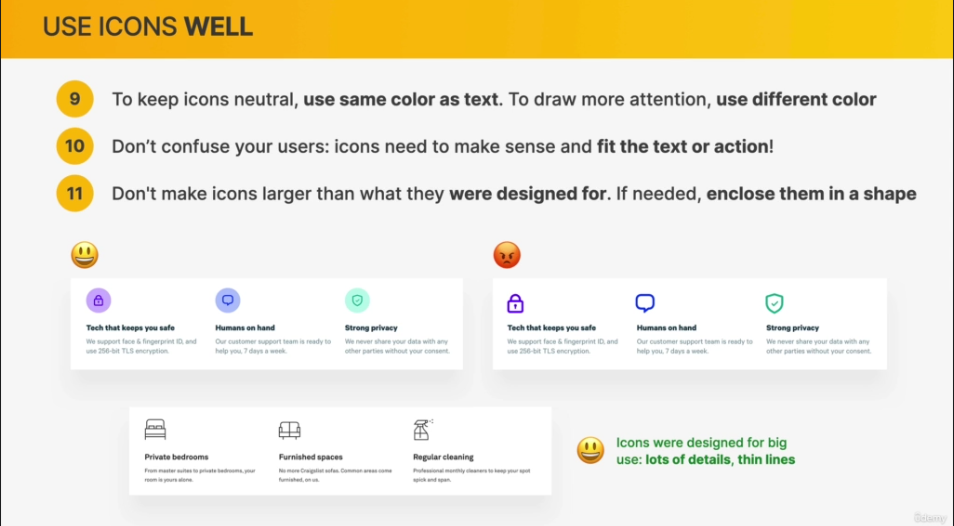 USE ICONS WELL
9 To keep icons neutral, use same color as text. To draw more attention, use different color
10 Don’t confuse your users: icons need to make sense and fit the text or action!
11 Don't make icons larger than what they were designed for. If needed, enclose them in a shape
Tech that keeps you safe
We support face & fingerprint ID, and
use 256-bit TLS encryption.
Humans on hand
Our customer support team is ready to
help you, 7 days a week.
Strong privacy
We never share your data with any
other parties without your consent.
Tech that keeps you safe
We support face & fingerprint ID, and
use 256-bit TLS encryption.
Humans on hand
Our customer support team is ready to
help you, 7 days a week.
Strong privacy
We never share your data with any
other parties without your consent.
Private bedrooms
From master suites to private bedrooms, your
room is yours alone.
Furnished spaces
No more Craigslist sofas. Common areas come
furnished, on us.
Regular cleaning
Professional monthly cleaners to keep your spot
spick and span.
Icons were designed for big
use: lots of details, thin lines
ûdemy